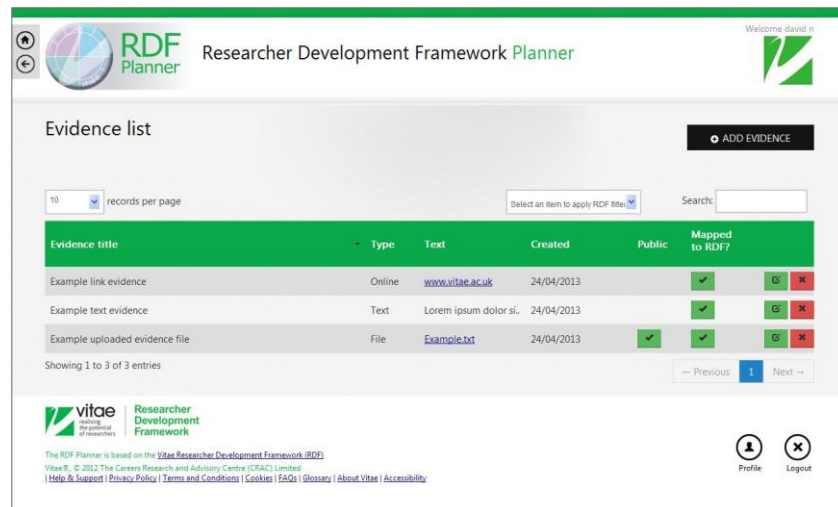 Welcome david n
RDF
Planner
Researcher Development Framework Planner
Evidence list
ADD EVIDENCE
10 records per page
Select an item to apply RDF filter
Search:
Evidence title Type Text Created Public Mapped
to RDF?
Example link evidence Online www.vitae.ac.uk 24/04/2013
Example text evidence Text Lorem ipsum dolor si.. 24/04/2013
Example uploaded evidence file File Example.txt 24/04/2013
Showing 1 to 3 of 3 entries
← Previous 1 Next →
vitae
realising
the potential
of researchers
Researcher
Development
Framework
The RDF Planner is based on the Vitae Researcher Development Framework (RDF)
Vitae®, © 2012 The Careers Research and Advisory Centre (CRAC) Limited
| Help & Support | Privacy Policy | Terms and Conditions | Cookies | FAQs | Glossary | About Vitae | Accessibility
Profile Logout